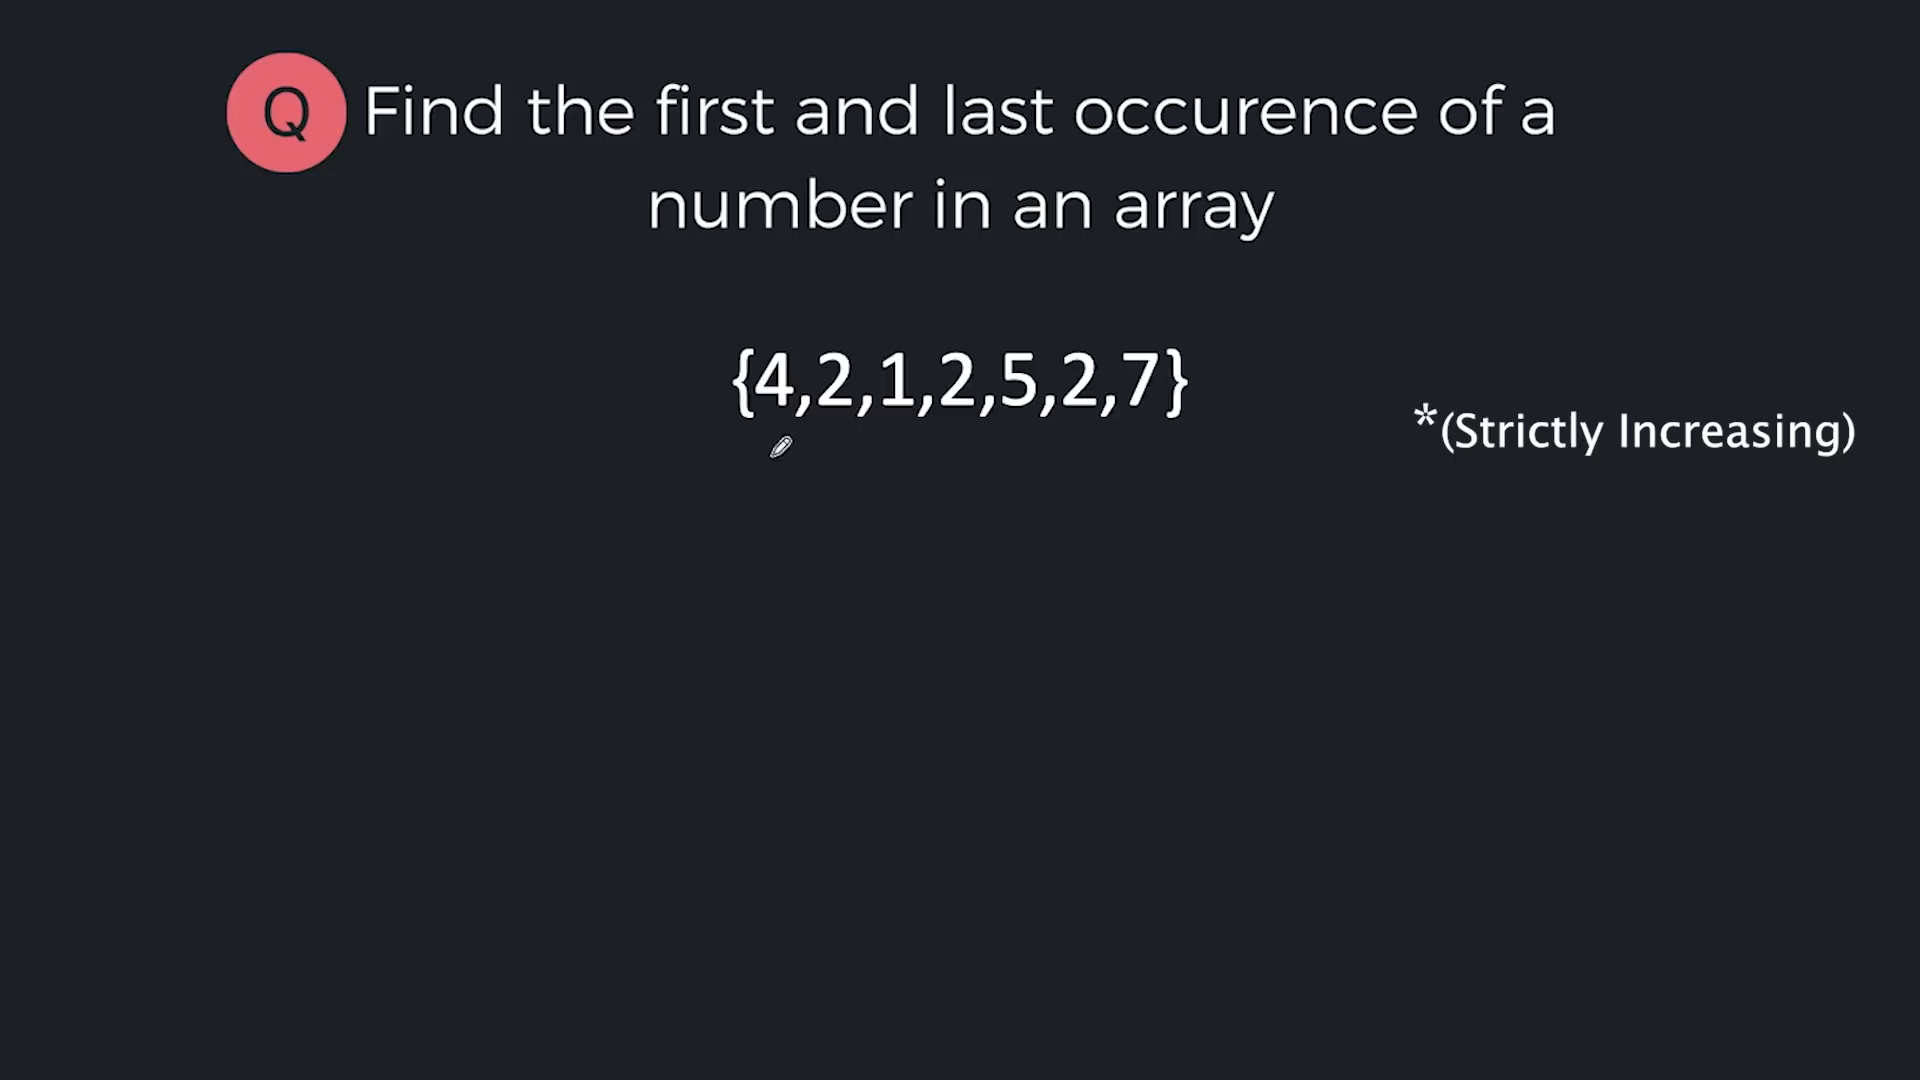 Q Find the first and last occurence of a
number in an array
{4,2,1,2,5,2,7}
*(Strictly Increasing)